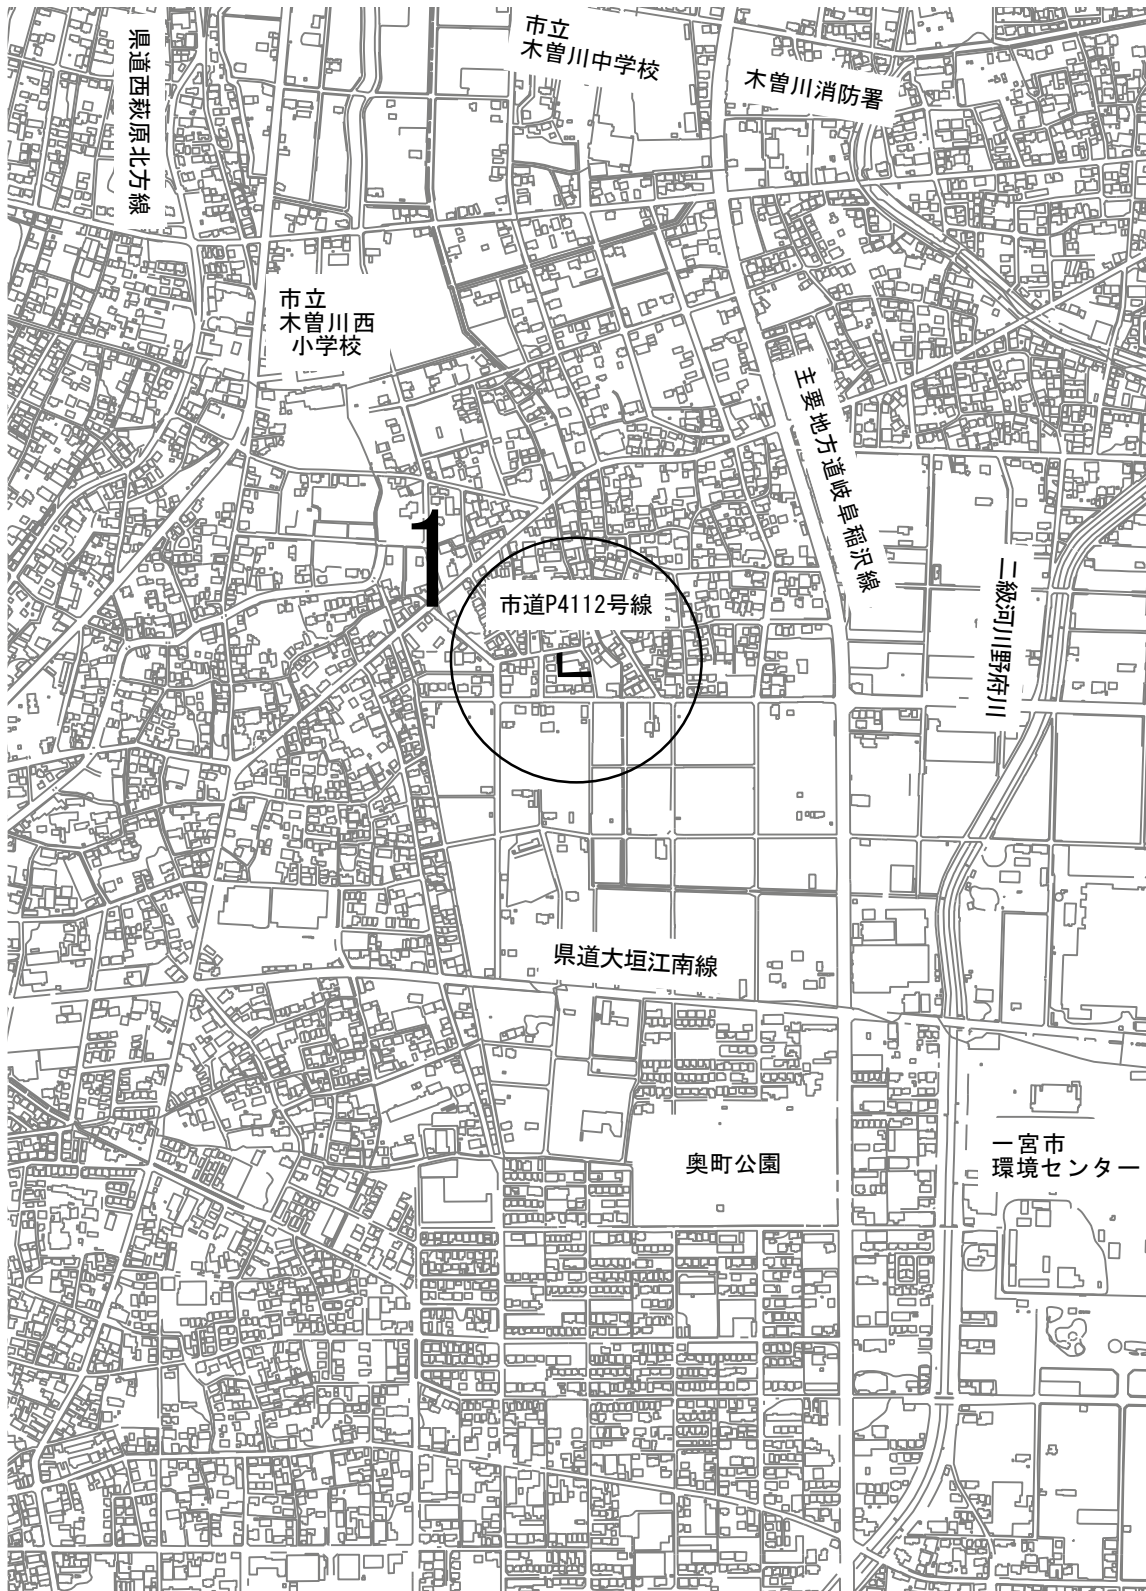 市立
木曽川中学校
木曽川消防署
県道西萩原北方線
市立
木曽川西
小学校
主要地方道岐阜稲沢線
1
市道P4112号線
二級河川野府川
県道大垣江南線
奥町公園
一宮市
環境センター